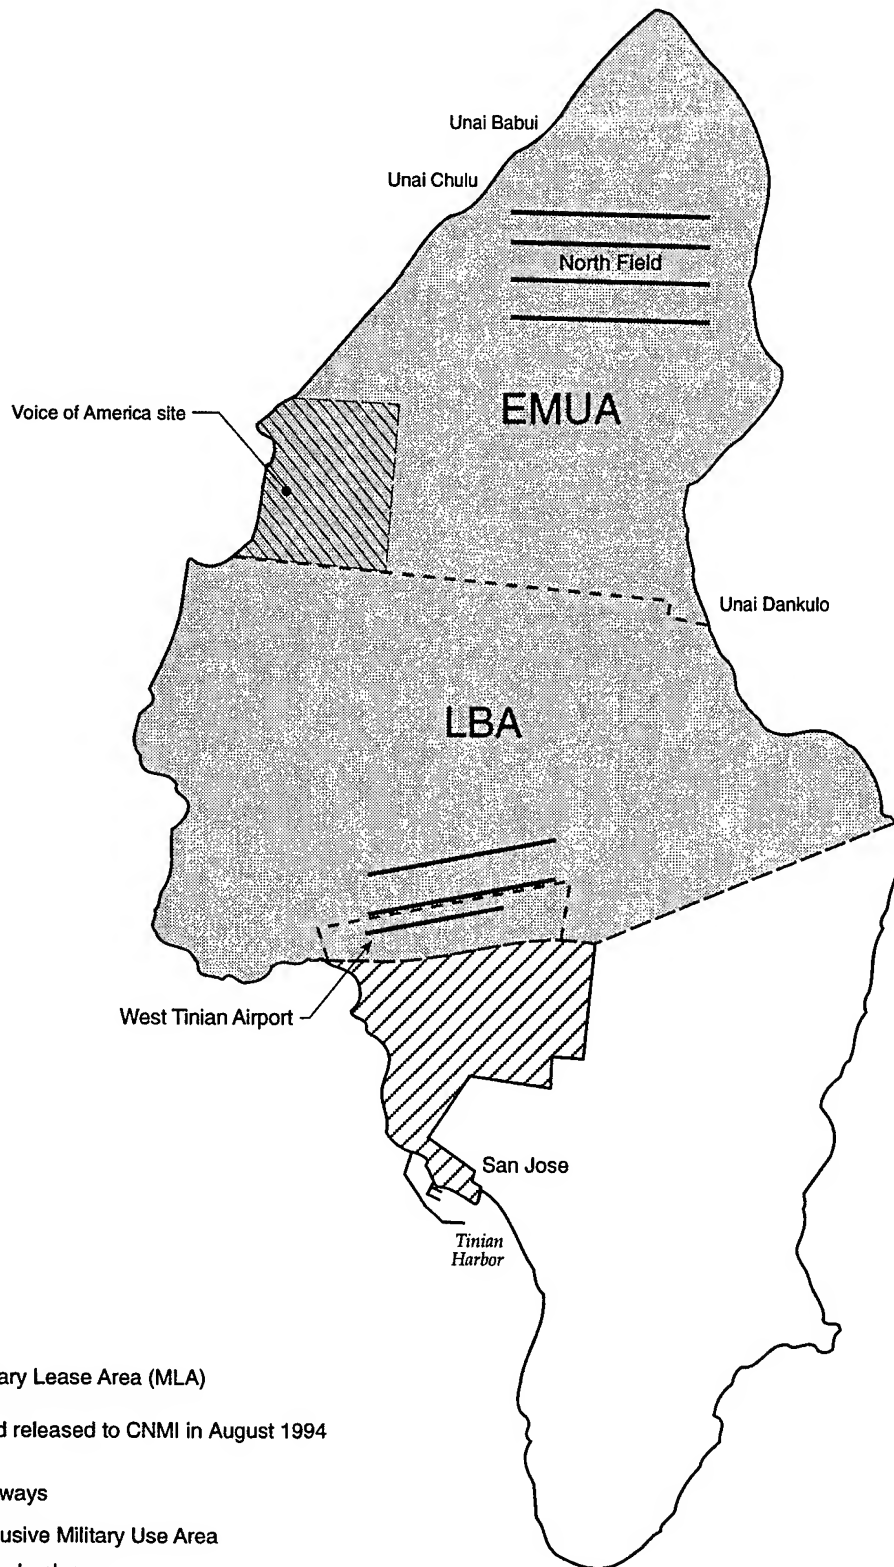 Unai Babui
Unai Chulu
North Field
Voice of America site
EMUA
Unai Dankulo
LBA
West Tinian Airport
San Jose
Tinian
Harbor
ary Lease Area (MLA)
d released to CNMI in August 1994
ways
usive Military Use Area